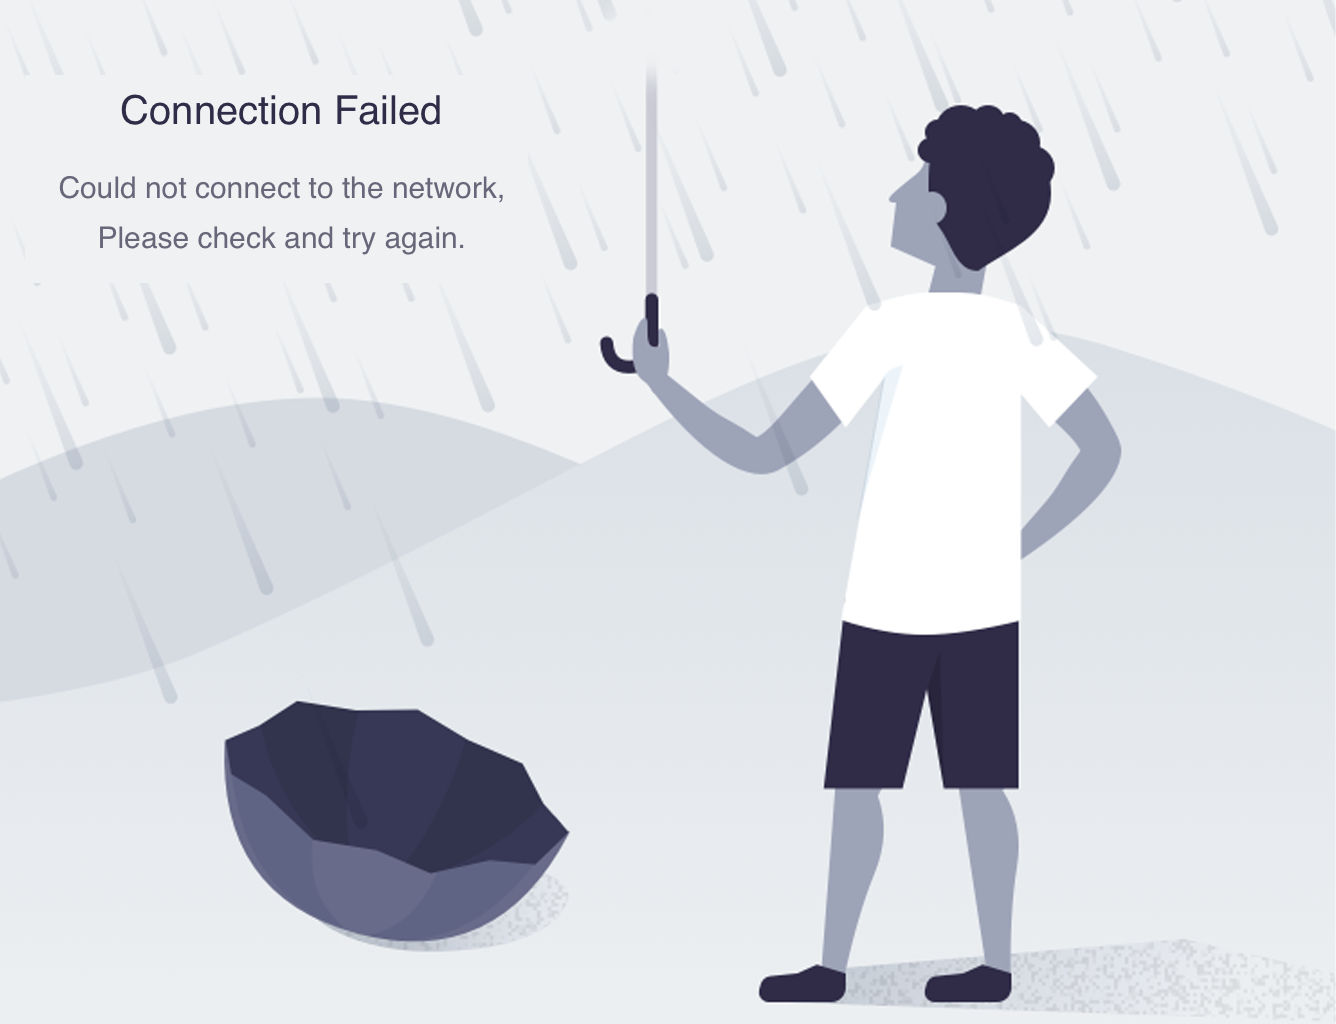 Connection Failed
Could not connect to the network,
Please check and try again.